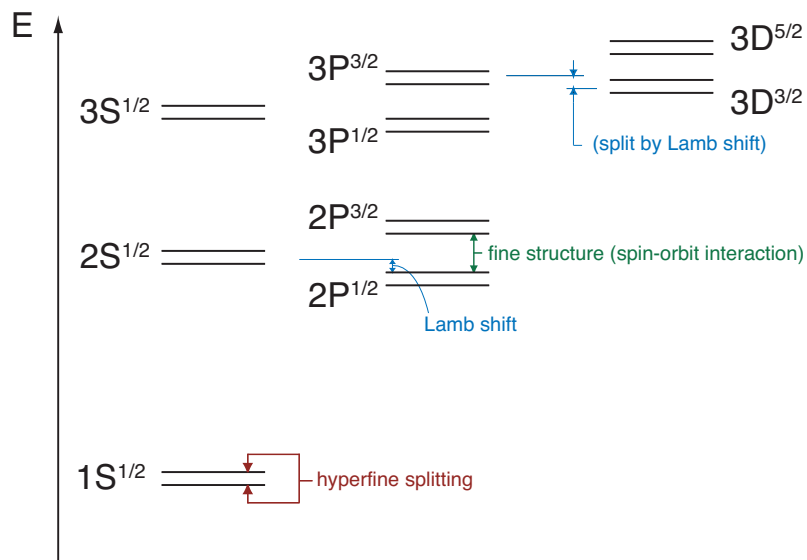 E
3D5/2
3P3/2
3S1/2
3D3/2
3P1/2
(split by Lamb shift)
2P3/2
2S1/2
fine structure (spin-orbit interaction)
2P1/2
Lamb shift
1S1/2
hyperfine splitting